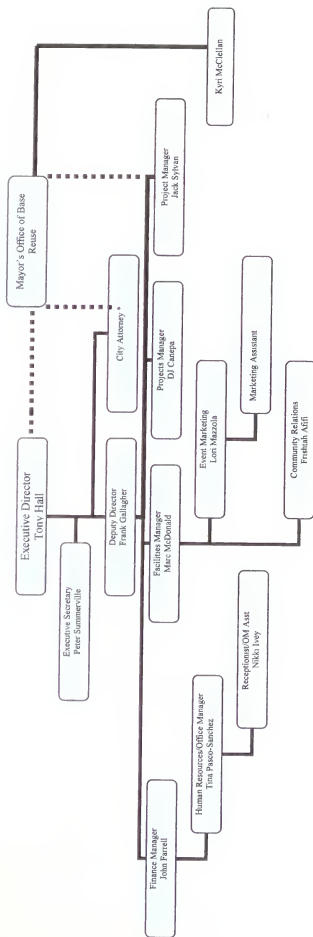 Mayor's Office of Base
Reuse
Executive Director
Tony Hall
Executive Secretary
Peter Summerville
City Attorney *
Deputy Director
Frank Gallagher
Finance Manager
John Farrell
Facilities Manager
Marc McDonald
Projects Manager
DJ Canepa
Project Manager
Jack Sylvan
Kyri McClellan
Human Resources/Office Manager
Tina Pasco-Sanchez
Event Marketing
Lori Mazzola
Receptionist/OM Asst
Nikki Ivey
Marketing Assistant
Community Relations
Frishtah Afifi